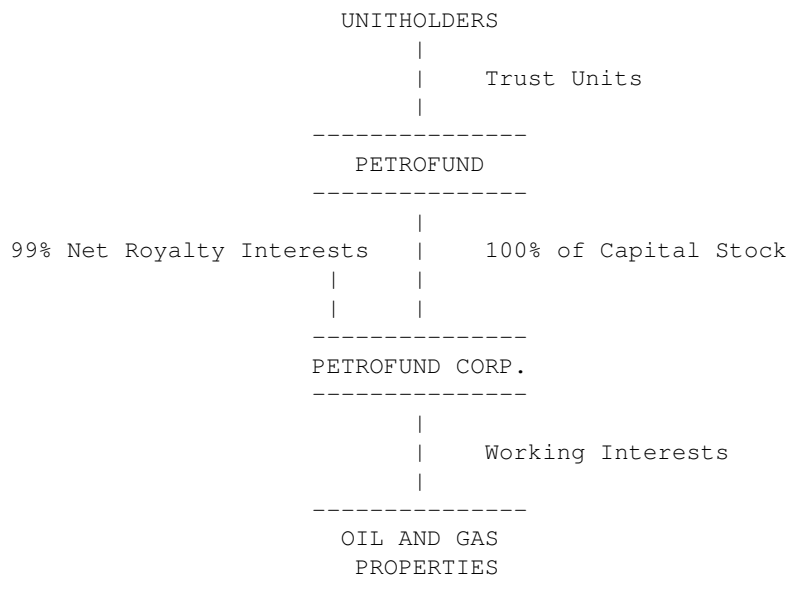 UNITHOLDERS
Trust Units
PETROFUND
99% Net Royalty Interests 100% of Capital Stock
PETROFUND CORP.
Working Interests
OIL AND GAS
PROPERTIES